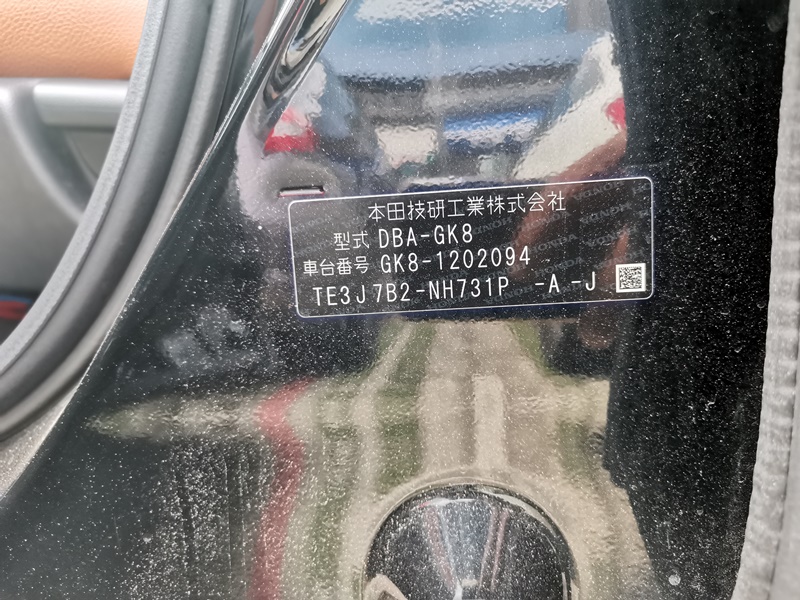 本田技研工業株式会社
型式 DBA-GK8
車台番号 GK8-1202094
TE3J7B2-NH731P -A -J